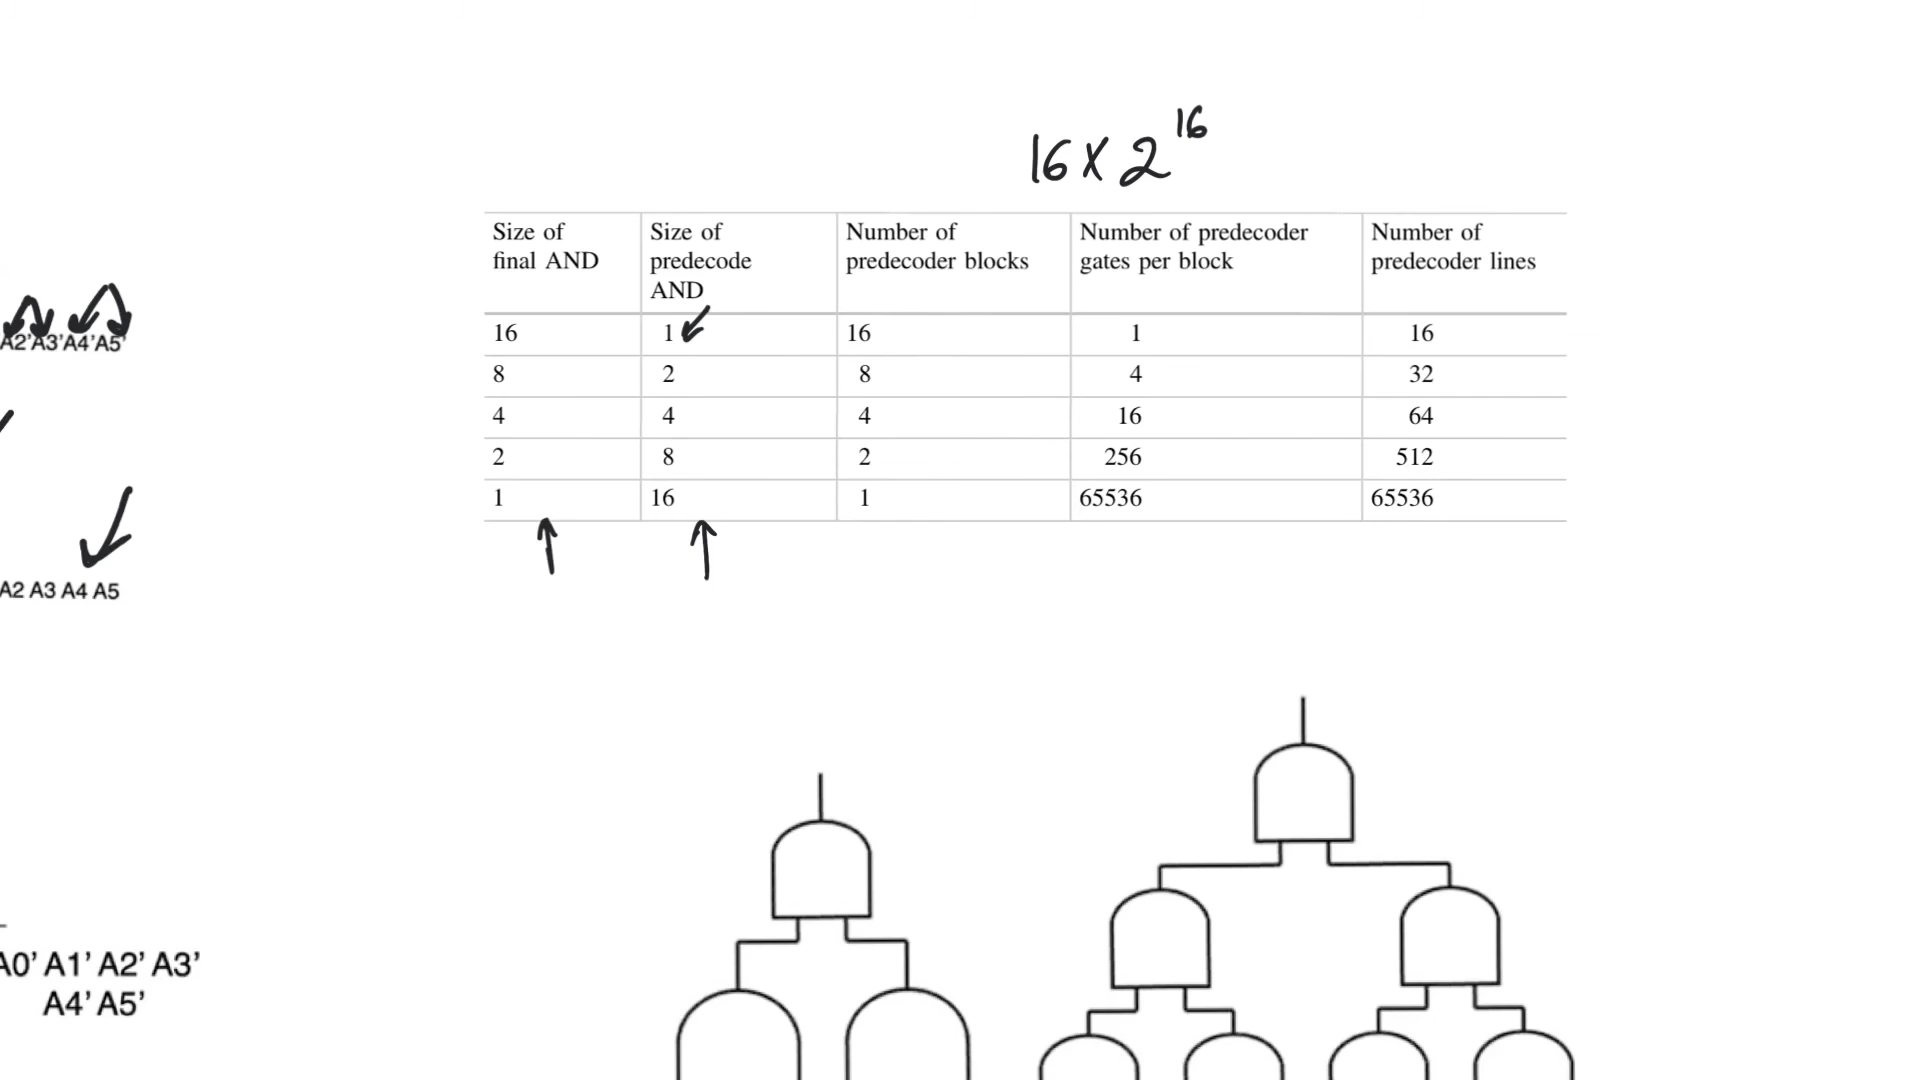 16 X 2^16
Size of final AND | Size of predecode AND | Number of predecoder blocks | Number of predecoder gates per block | Number of predecoder lines
16 | 1 | 16 | 1 | 16
8 | 2 | 8 | 4 | 32
4 | 4 | 4 | 16 | 64
2 | 8 | 2 | 256 | 512
1 | 16 | 1 | 65536 | 65536
A2'A3'A4'A5'
A2 A3 A4 A5
A0' A1' A2' A3'
A4' A5'